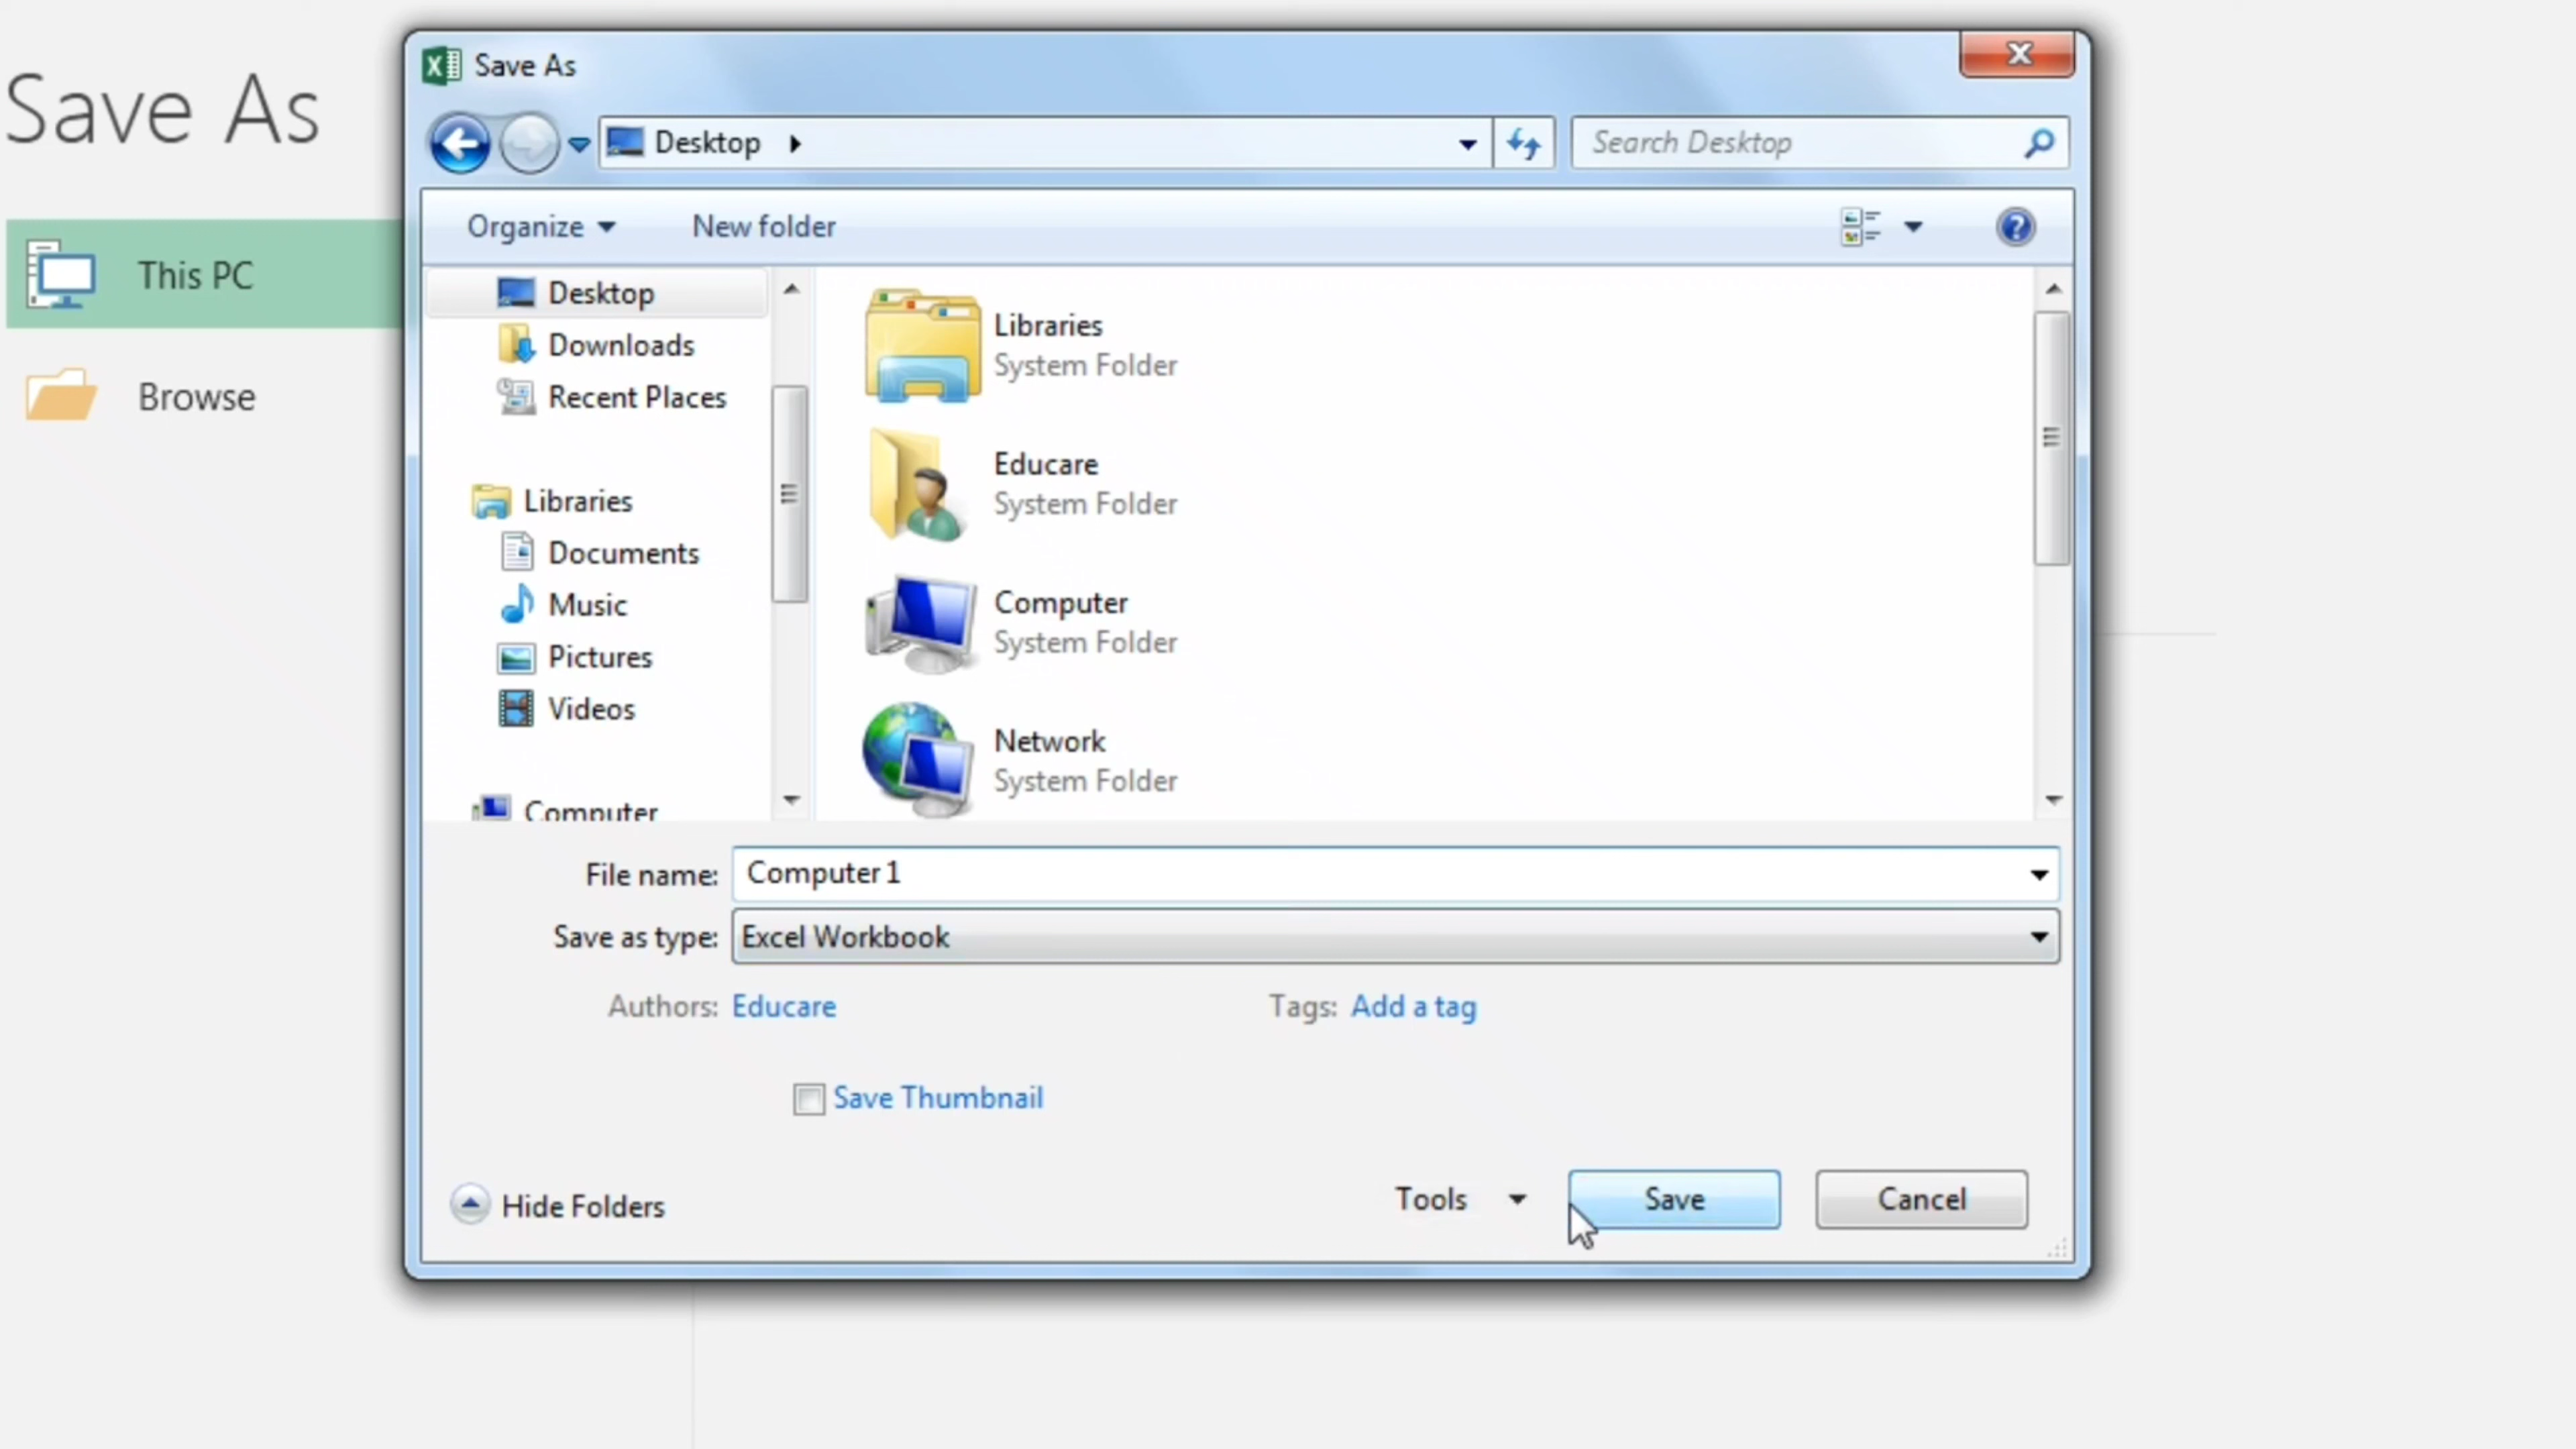 Save As
This PC
Browse
Save As
Desktop
Search Desktop
Organize
New folder
Desktop
Downloads
Recent Places
Libraries
Documents
Music
Pictures
Videos
Computer
Libraries
System Folder
Educare
System Folder
Computer
System Folder
Network
System Folder
File name: Computer 1
Save as type: Excel Workbook
Authors: Educare
Tags: Add a tag
Save Thumbnail
Hide Folders
Tools
Save
Cancel